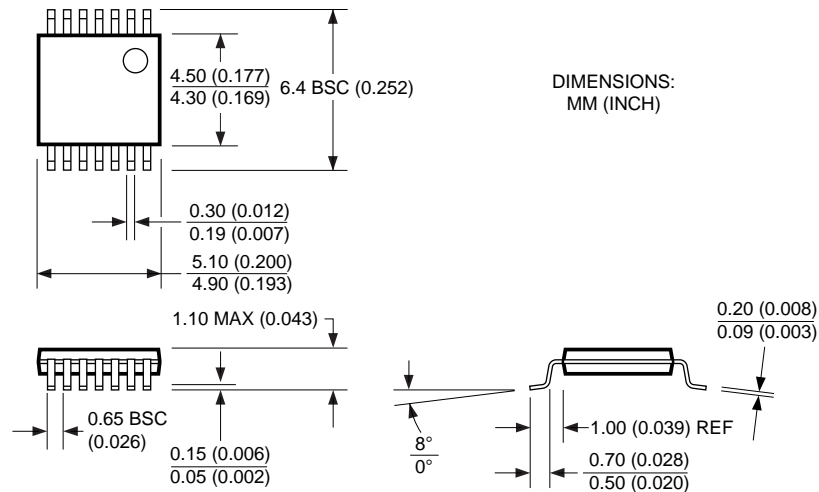 4.50 (0.177)
4.30 (0.169)
6.4 BSC (0.252)
DIMENSIONS:
MM (INCH)
0.30 (0.012)
0.19 (0.007)
5.10 (0.200)
4.90 (0.193)
1.10 MAX (0.043)
0.20 (0.008)
0.09 (0.003)
0.65 BSC
(0.026)
0.15 (0.006)
0.05 (0.002)
8°
0°
1.00 (0.039) REF
0.70 (0.028)
0.50 (0.020)